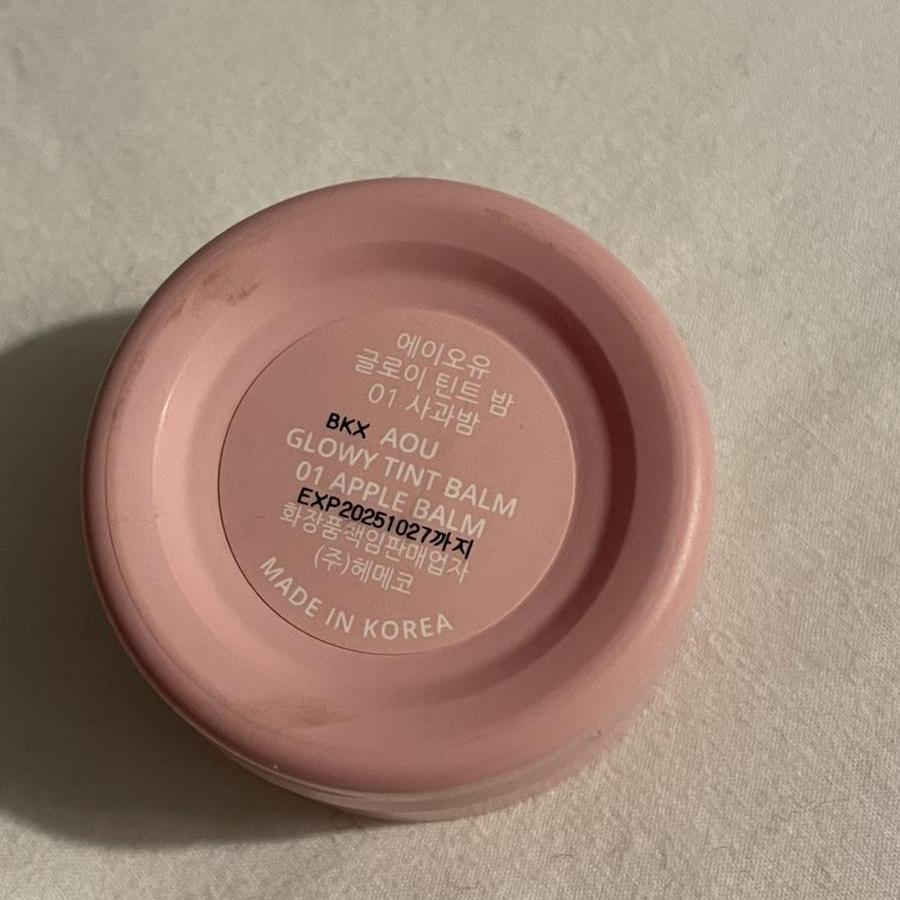 에이오유
글로이 틴트 밤
01 사과밤
BKX AOU
GLOWY TINT BALM
01 APPLE BALM
EXP20251027까지
화장품책임판매업자
(주)헤메코
MADE IN KOREA